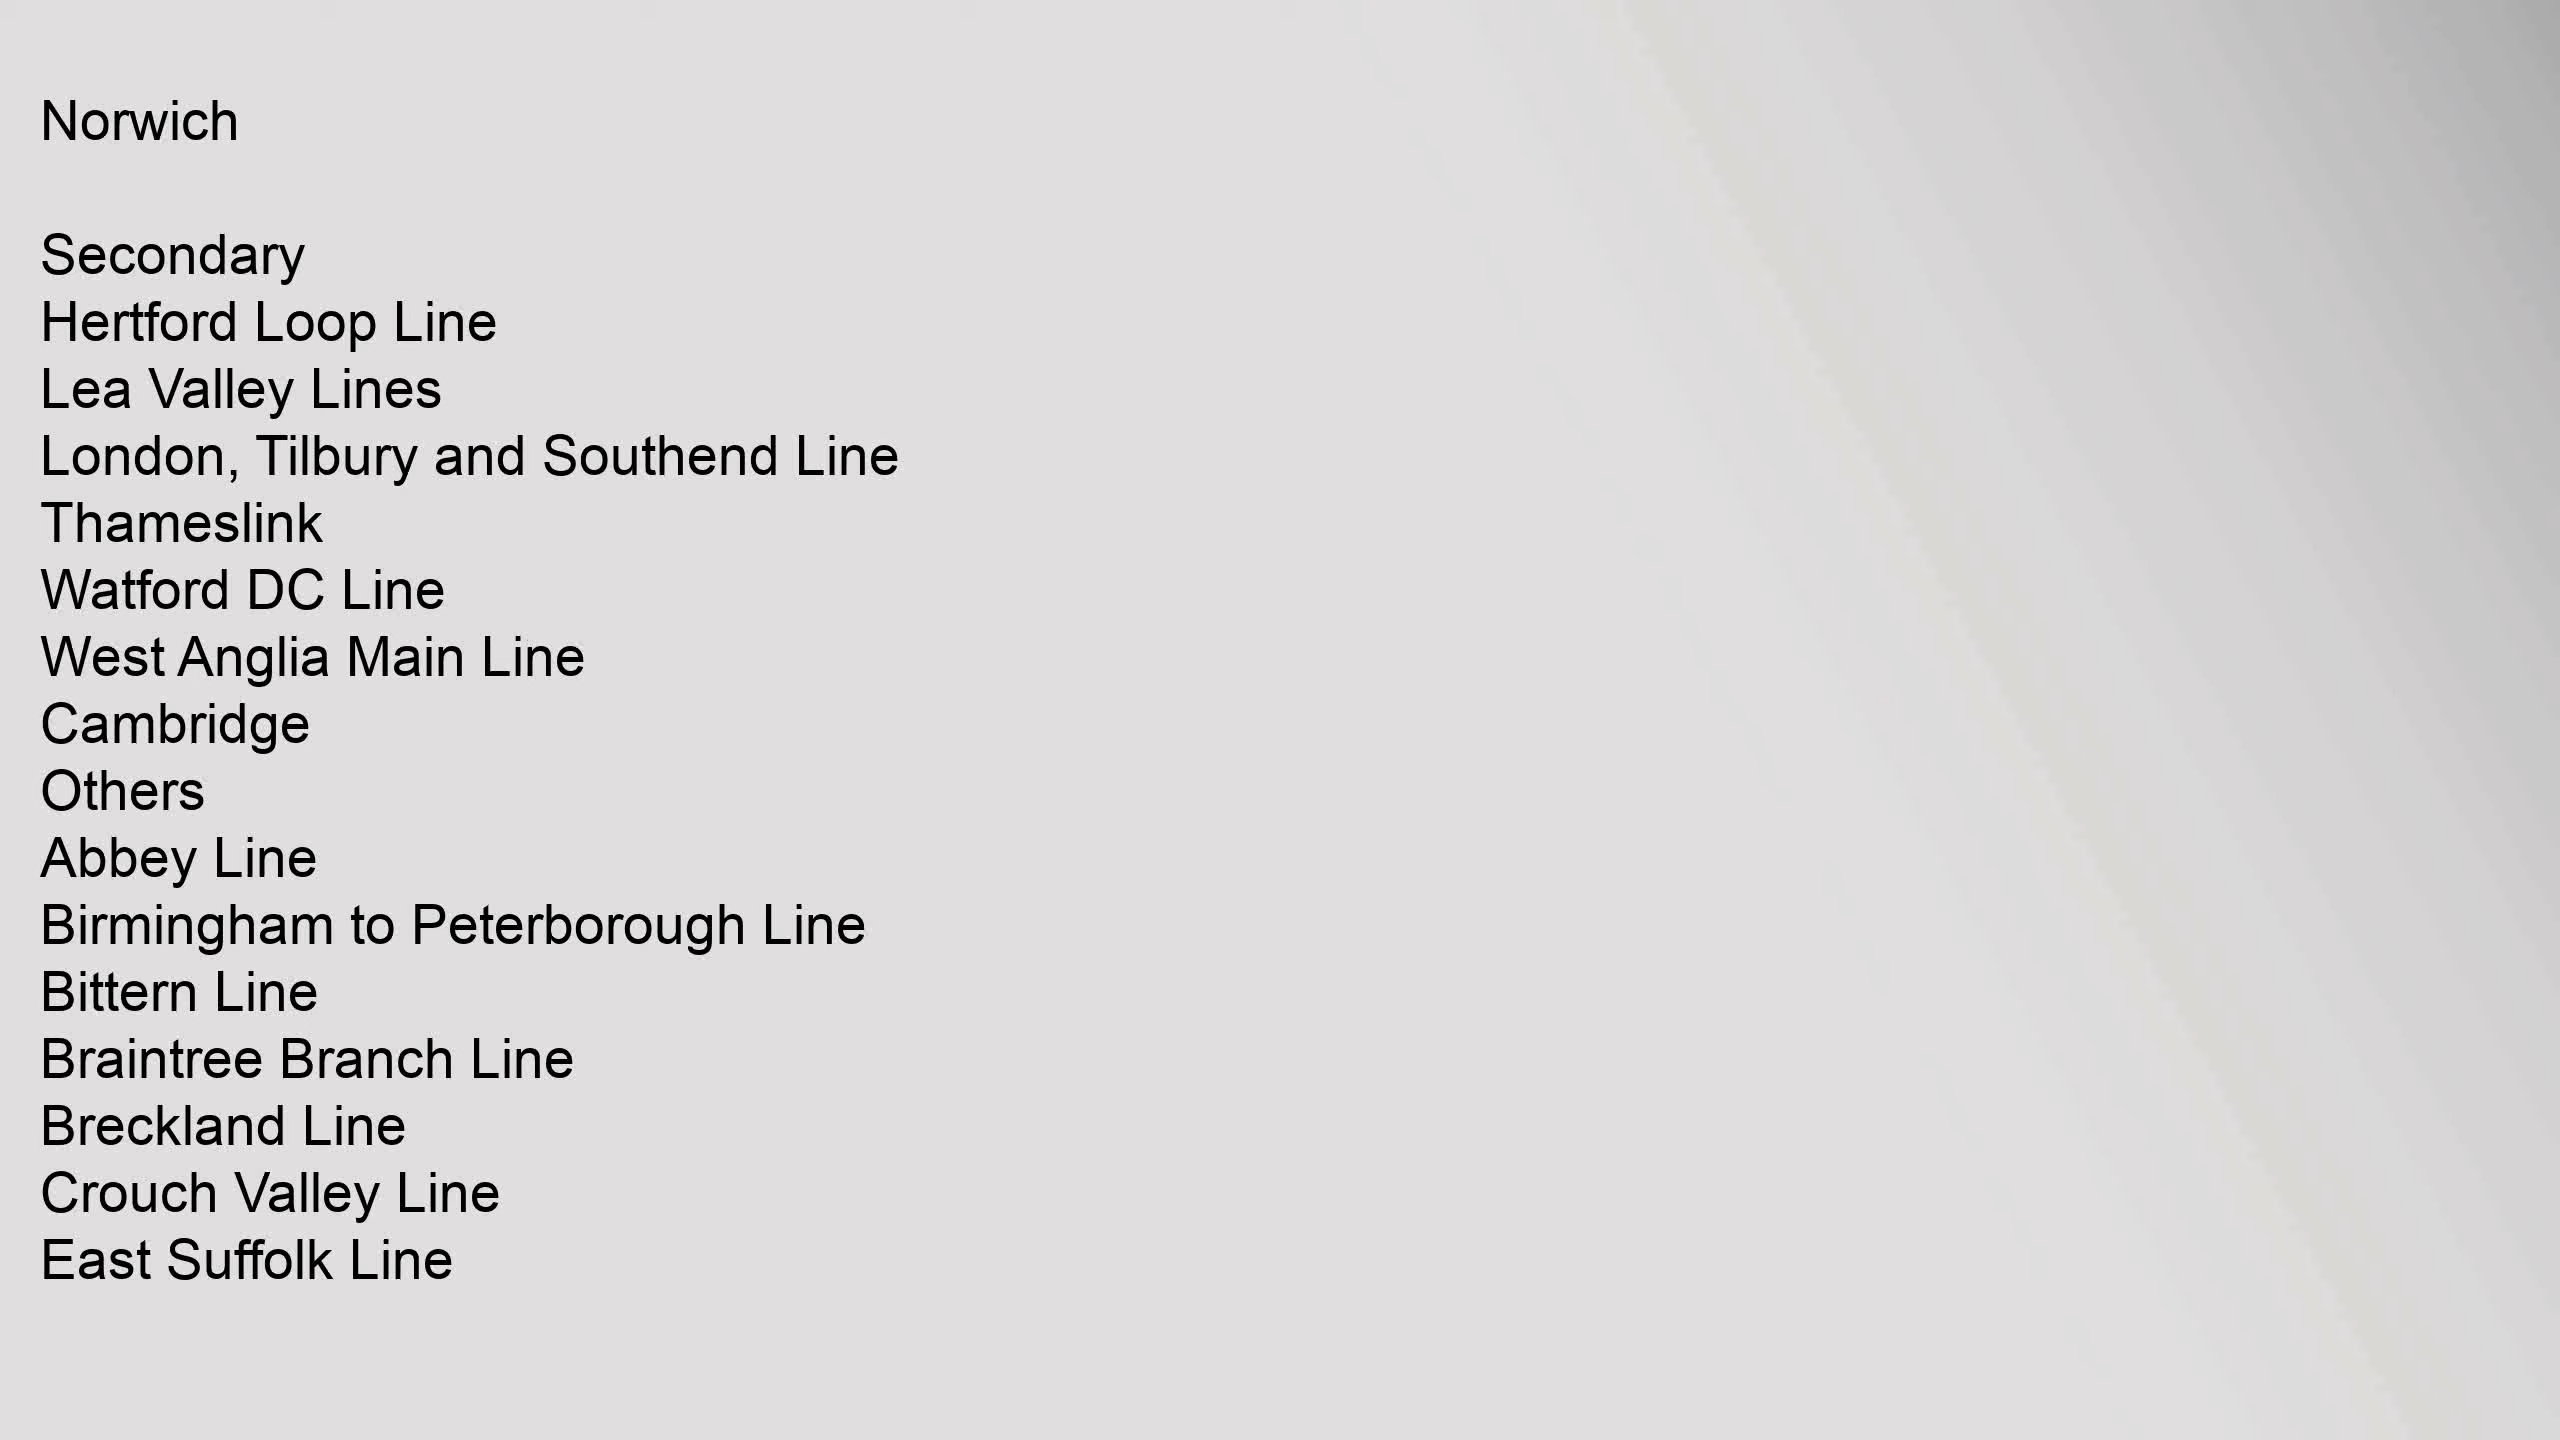 Norwich
Secondary
Hertford Loop Line
Lea Valley Lines
London, Tilbury and Southend Line
Thameslink
Watford DC Line
West Anglia Main Line
Cambridge
Others
Abbey Line
Birmingham to Peterborough Line
Bittern Line
Braintree Branch Line
Breckland Line
Crouch Valley Line
East Suffolk Line